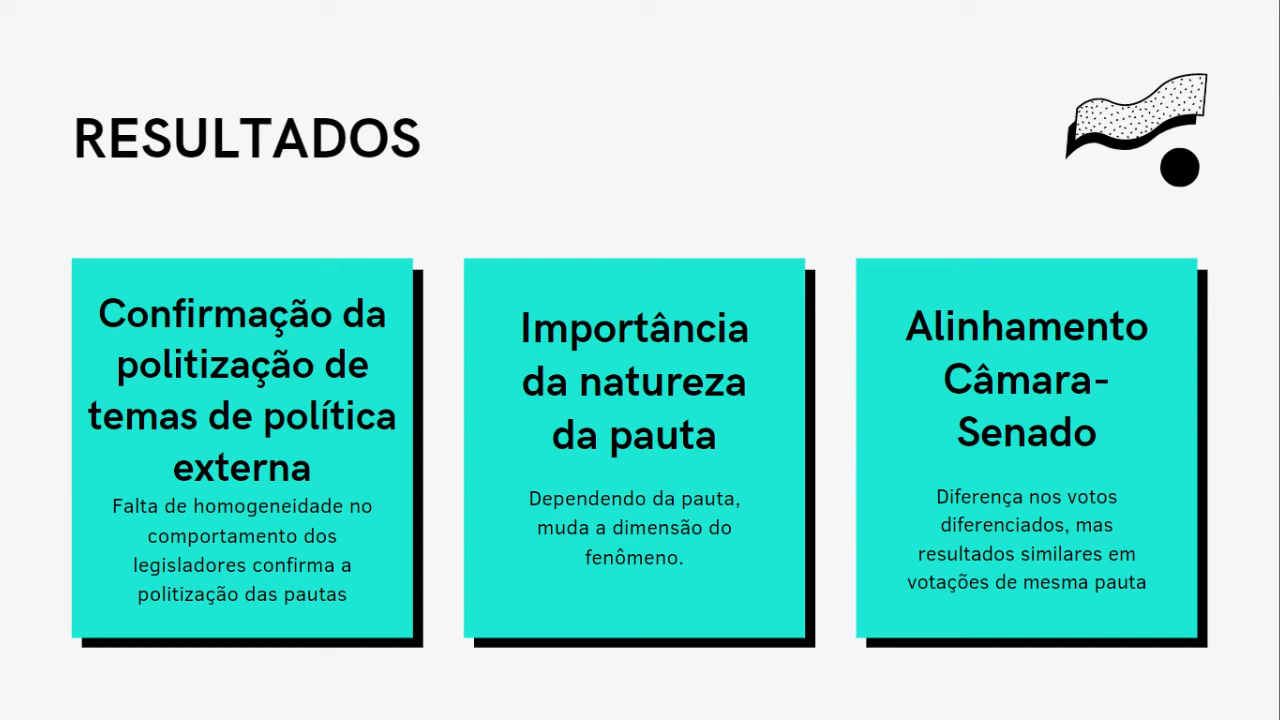 RESULTADOS
Confirmação da
politização de
temas de política
externa
Falta de homogeneidade no
comportamento dos
legisladores confirma a
politização das pautas
Importância
da natureza
da pauta
Dependendo da pauta,
muda a dimensão do
fenômeno.
Alinhamento
Câmara-
Senado
Diferença nos votos
diferenciados, mas
resultados similares em
votações de mesma pauta